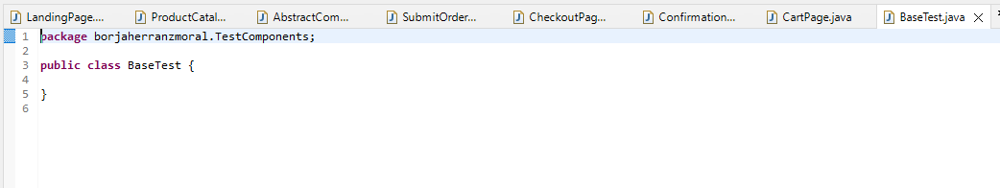 LandingPage....
ProductCatal...
AbstractCom...
SubmitOrder...
CheckoutPag...
Confirmation...
CartPage.java
BaseTest.java
1 package borjaherranzmoral.TestComponents;
2
3 public class BaseTest {
4
5 }
6